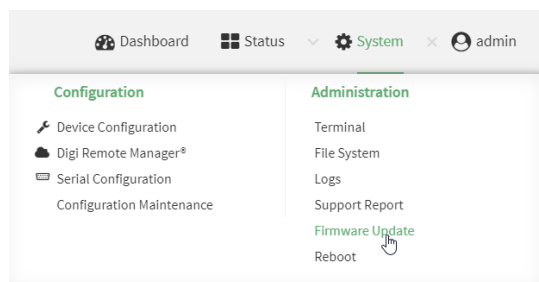 Dashboard Status System admin
Configuration
Device Configuration
Digi Remote Manager®
Serial Configuration
Configuration Maintenance
Administration
Terminal
File System
Logs
Support Report
Firmware Update
Reboot